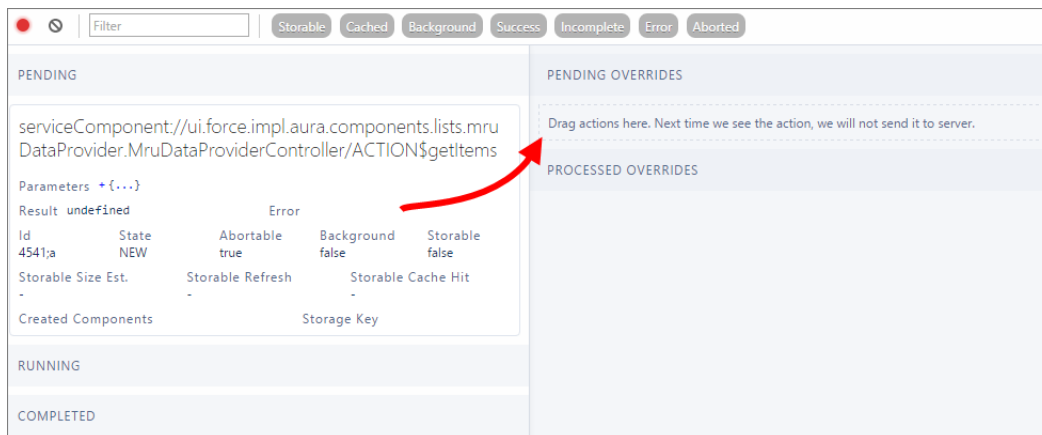 Filter Storable Cached Background Success Incomplete Error Aborted
PENDING
serviceComponent://ui.force.impl.aura.components.lists.mru
DataProvider.MruDataProviderController/ACTION$getItems
Parameters +{...}
Result undefined Error
Id State Abortable Background Storable
4541;a NEW true false false
Storable Size Est. Storable Refresh Storable Cache Hit
- - -
Created Components Storage Key
RUNNING
COMPLETED
PENDING OVERRIDES
Drag actions here. Next time we see the action, we will not send it to server.
PROCESSED OVERRIDES